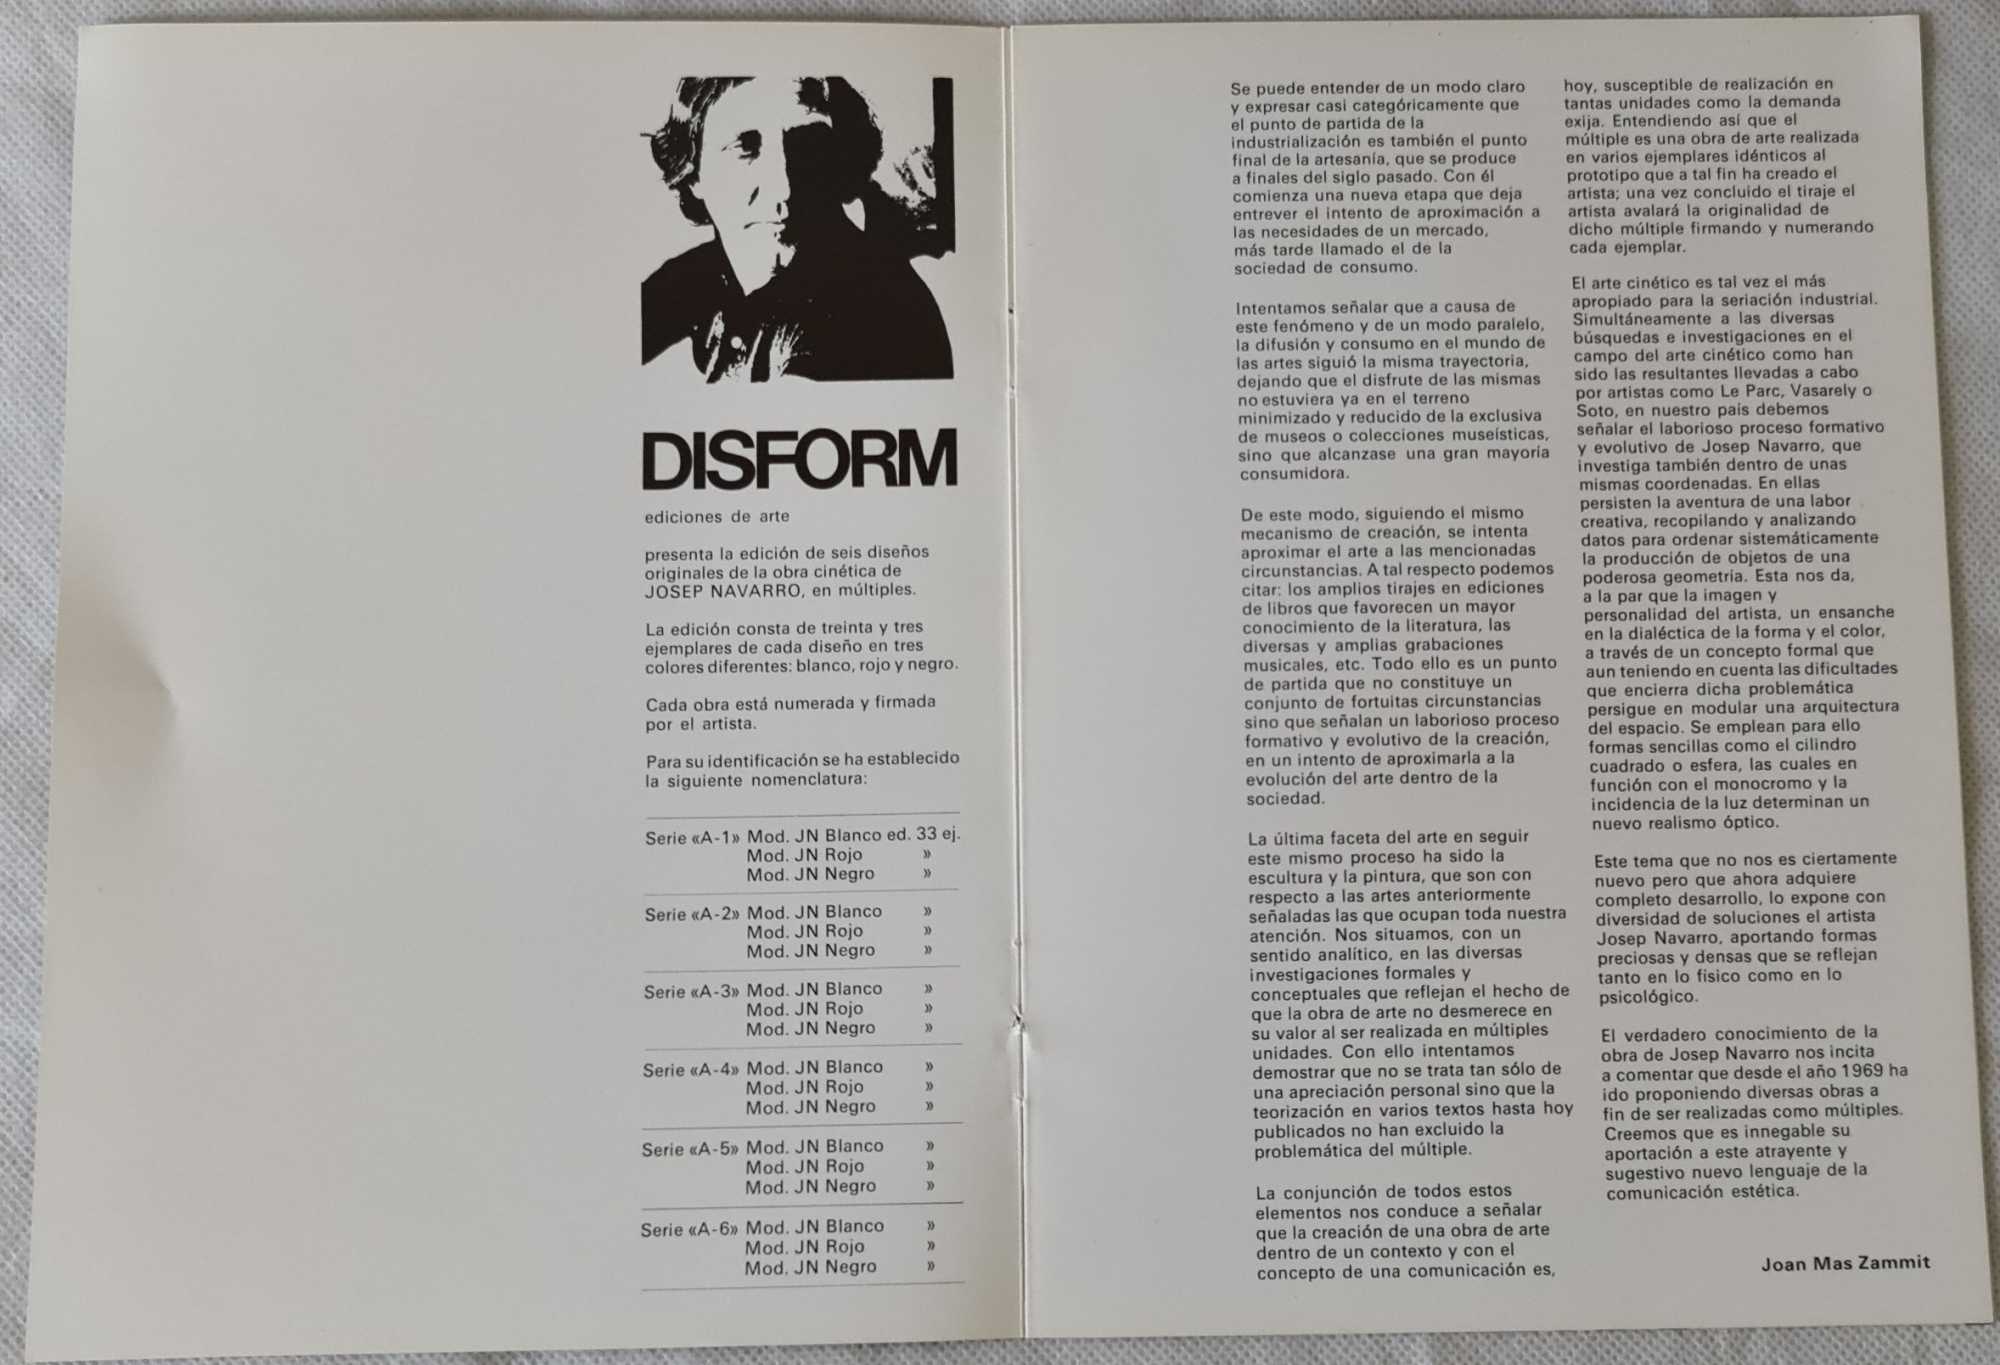 DISFORM
ediciones de arte
presenta la edición de seis diseños
originales de la obra cinética de
JOSEP NAVARRO, en múltiples.
La edición consta de treinta y tres
ejemplares de cada diseño en tres
colores diferentes: blanco, rojo y negro.
Cada obra está numerada y firmada
por el artista.
Para su identificación se ha establecido
la siguiente nomenclatura:
Serie «A-1» Mod. JN Blanco ed. 33 ej.
Mod. JN Rojo »
Mod. JN Negro »
Serie «A-2» Mod. JN Blanco »
Mod. JN Rojo »
Mod. JN Negro »
Serie «A-3» Mod. JN Blanco »
Mod. JN Rojo »
Mod. JN Negro »
Serie «A-4» Mod. JN Blanco »
Mod. JN Rojo »
Mod. JN Negro »
Serie «A-5» Mod. JN Blanco »
Mod. JN Rojo »
Mod. JN Negro »
Serie «A-6» Mod. JN Blanco »
Mod. JN Rojo »
Mod. JN Negro »
Se puede entender de un modo claro
y expresar casi categóricamente que
el punto de partida de la
industrialización es también el punto
final de la artesanía, que se produce
a finales del siglo pasado. Con él
comienza una nueva etapa que deja
entrever el intento de aproximación a
las necesidades de un mercado,
más tarde llamado el de la
sociedad de consumo.
Intentamos señalar que a causa de
este fenómeno y de un modo paralelo,
la difusión y consumo en el mundo de
las artes siguió la misma trayectoria,
dejando que el disfrute de las mismas
no estuviera ya en el terreno
minimizado y reducido de la exclusiva
de museos o colecciones museísticas,
sino que alcanzase una gran mayoría
consumidora.
De este modo, siguiendo el mismo
mecanismo de creación, se intenta
aproximar el arte a las mencionadas
circunstancias. A tal respecto podemos
citar: los amplios tirajes en ediciones
de libros que favorecen un mayor
conocimiento de la literatura, las
diversas y amplias grabaciones
musicales, etc. Todo ello es un punto
de partida que no constituye un
conjunto de fortuitas circunstancias
sino que señalan un laborioso proceso
formativo y evolutivo de la creación,
en un intento de aproximarla a la
evolución del arte dentro de la
sociedad.
La última faceta del arte en seguir
este mismo proceso ha sido la
escultura y la pintura, que son con
respecto a las artes anteriormente
señaladas las que ocupan toda nuestra
atención. Nos situamos, con un
sentido analítico, en las diversas
investigaciones formales y
conceptuales que reflejan el hecho de
que la obra de arte no desmerece en
su valor al ser realizada en múltiples
unidades. Con ello intentamos
demostrar que no se trata tan sólo de
una apreciación personal sino que la
teorización en varios textos hasta hoy
publicados no han excluido la
problemática del múltiple.
La conjunción de todos estos
elementos nos conduce a señalar
que la creación de una obra de arte
dentro de un contexto y con el
concepto de una comunicación es,
hoy, susceptible de realización en
tantas unidades como la demanda
exija. Entendiendo así que el
múltiple es una obra de arte realizada
en varios ejemplares idénticos al
prototipo que a tal fin ha creado el
artista; una vez concluido el tiraje el
artista avalará la originalidad de
dicho múltiple firmando y numerando
cada ejemplar.
El arte cinético es tal vez el más
apropiado para la seriación industrial.
Simultáneamente a las diversas
búsquedas e investigaciones en el
campo del arte cinético como han
sido las resultantes llevadas a cabo
por artistas como Le Parc, Vasarely o
Soto, en nuestro país debemos
señalar el laborioso proceso formativo
y evolutivo de Josep Navarro, que
investiga también dentro de unas
mismas coordenadas. En ellas
persisten la aventura de una labor
creativa, recopilando y analizando
datos para ordenar sistemáticamente
la producción de objetos de una
poderosa geometría. Esta nos da,
a la par que la imagen y
personalidad del artista, un ensanche
en la dialéctica de la forma y el color,
a través de un concepto formal que
aun teniendo en cuenta las dificultades
que encierra dicha problemática
persigue en modular una arquitectura
del espacio. Se emplean para ello
formas sencillas como el cilindro
cuadrado o esfera, las cuales en
función con el monocromo y la
incidencia de la luz determinan un
nuevo realismo óptico.
Este tema que no nos es ciertamente
nuevo pero que ahora adquiere
completo desarrollo, lo expone con
diversidad de soluciones el artista
Josep Navarro, aportando formas
preciosas y densas que se reflejan
tanto en lo físico como en lo
psicológico.
El verdadero conocimiento de la
obra de Josep Navarro nos incita
a comentar que desde el año 1969 ha
ido proponiendo diversas obras a
fin de ser realizadas como múltiples.
Creemos que es innegable su
aportación a este atrayente y
sugestivo nuevo lenguaje de la
comunicación estética.
Joan Mas Zammit